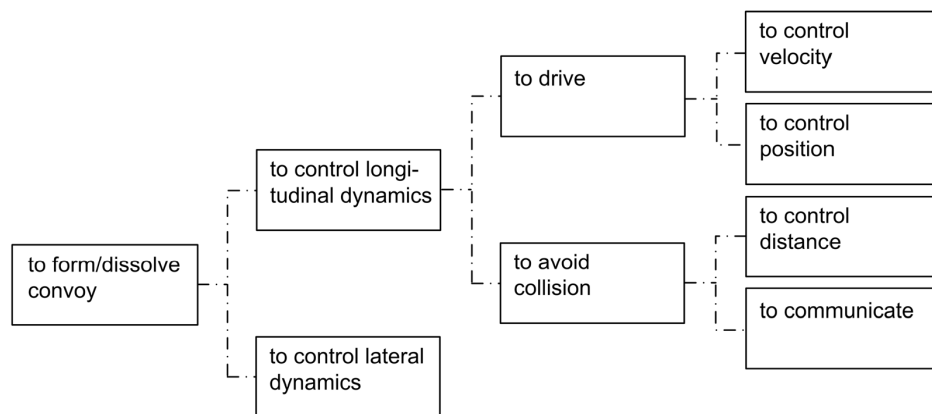 to form/dissolve
convoy
to control longi-
tudinal dynamics
to control lateral
dynamics
to drive
to avoid
collision
to control
velocity
to control
position
to control
distance
to communicate